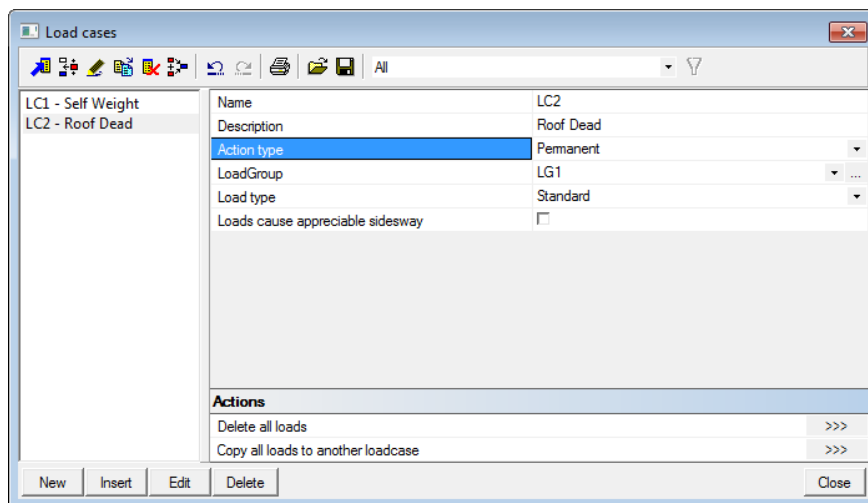 Load cases
All
LC1 - Self Weight
LC2 - Roof Dead
Name LC2
Description Roof Dead
Action type Permanent
LoadGroup LG1 ...
Load type Standard
Loads cause appreciable sidesway
Actions
Delete all loads >>>
Copy all loads to another loadcase >>>
New Insert Edit Delete Close